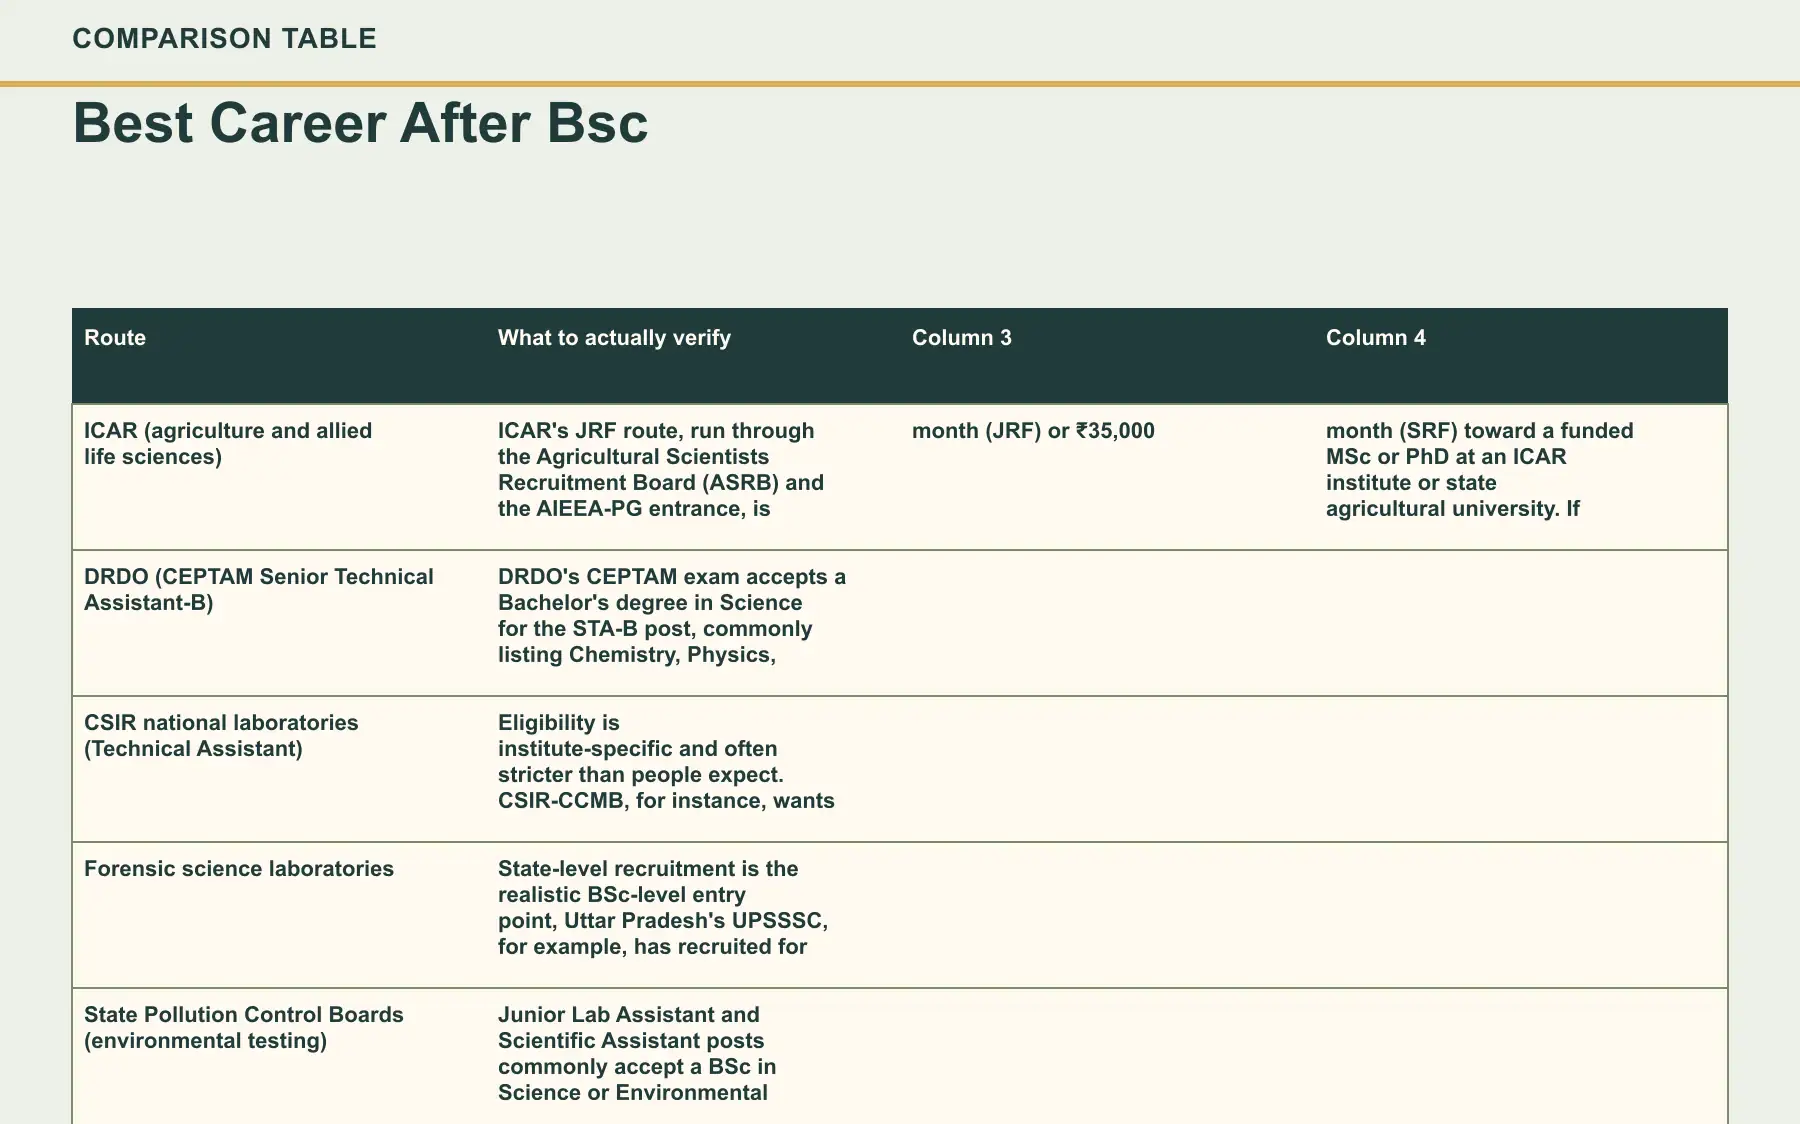 COMPARISON TABLE
Best Career After Bsc
Route
What to actually verify
Column 3
Column 4
ICAR (agriculture and allied
life sciences)
ICAR's JRF route, run through
the Agricultural Scientists
Recruitment Board (ASRB) and
the AIEEA-PG entrance, is
month (JRF) or ₹35,000
month (SRF) toward a funded
MSc or PhD at an ICAR
institute or state
agricultural university. If
DRDO (CEPTAM Senior Technical
Assistant-B)
DRDO's CEPTAM exam accepts a
Bachelor's degree in Science
for the STA-B post, commonly
listing Chemistry, Physics,
CSIR national laboratories
(Technical Assistant)
Eligibility is
institute-specific and often
stricter than people expect.
CSIR-CCMB, for instance, wants
Forensic science laboratories
State-level recruitment is the
realistic BSc-level entry
point, Uttar Pradesh's UPSSSC,
for example, has recruited for
State Pollution Control Boards
(environmental testing)
Junior Lab Assistant and
Scientific Assistant posts
commonly accept a BSc in
Science or Environmental